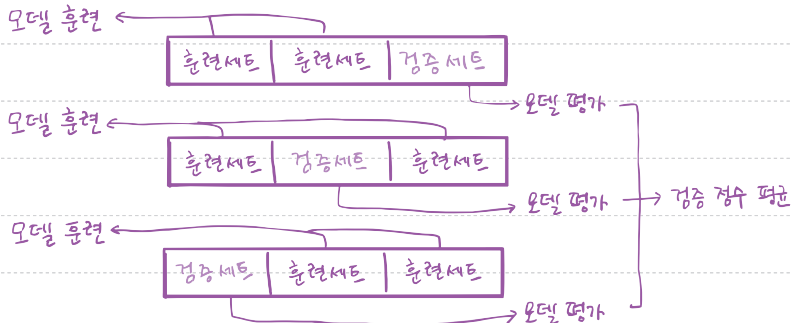 모델 훈련
훈련세트 훈련세트 검증세트
모델 평가
모델 훈련
훈련세트 검증세트 훈련세트
모델 평가
검증 점수 평균
모델 훈련
검증세트 훈련세트 훈련세트
모델 평가